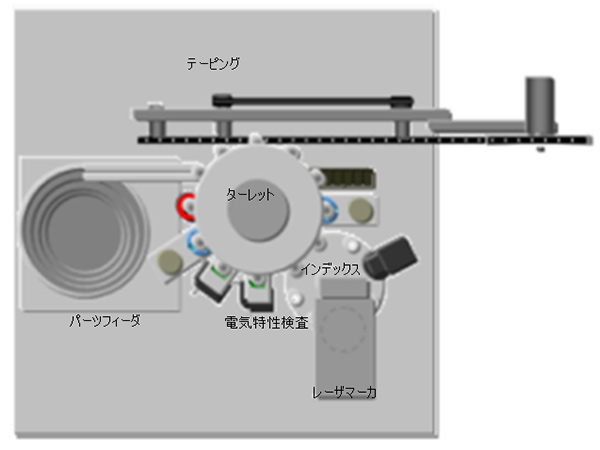 テーピング
ターレット
インデックス
パーツフィーダ
電気特性検査
レーザマーカ